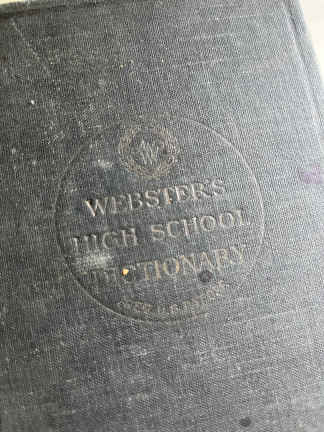 W
WEBSTER'S
HIGH SCHOOL
DICTIONARY